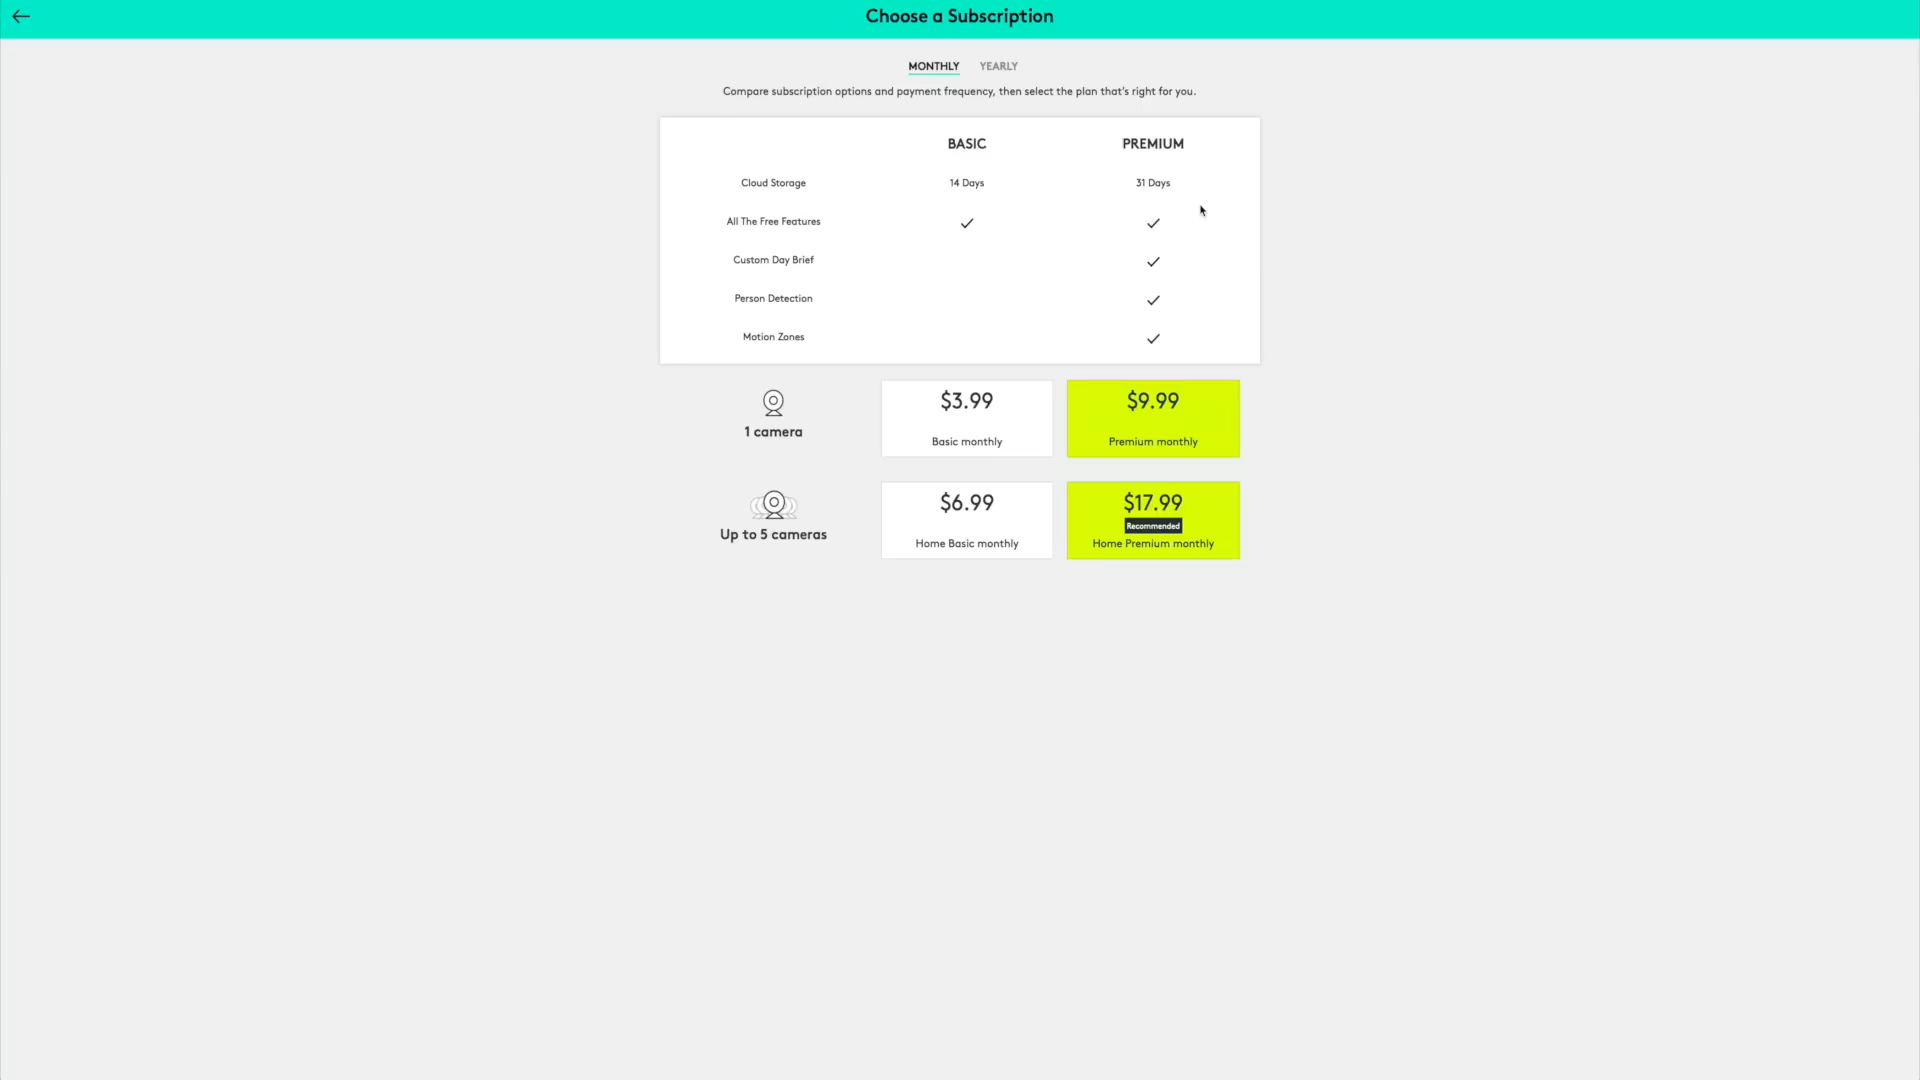 Choose a Subscription
MONTHLY YEARLY
Compare subscription options and payment frequency, then select the plan that's right for you.
BASIC PREMIUM
Cloud Storage 14 Days 31 Days
All The Free Features
Custom Day Brief
Person Detection
Motion Zones
$3.99 $9.99
1 camera
Basic monthly Premium monthly
$6.99 $17.99
Recommended
Up to 5 cameras
Home Basic monthly Home Premium monthly